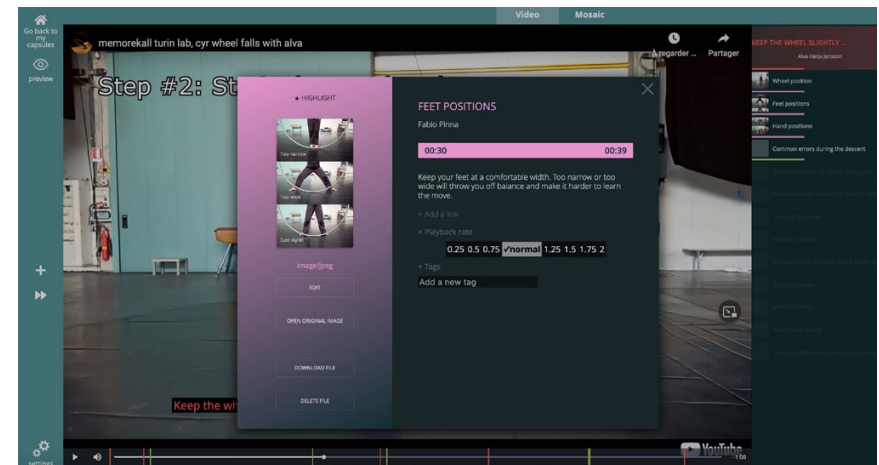 Video
Mosaic
Go back to
my
capsules
preview
memorekall turin lab, cyr wheel falls with alva
À regarder ...
Partager
Step #2: St
★ HIGHLIGHT
Too narrow
Too wide
Just right!
image/jpeg
EDIT
OPEN ORIGINAL IMAGE
DOWNLOAD FILE
DELETE FILE
FEET POSITIONS
Fabio Pinna
00:30
00:39
Keep your feet at a comfortable width. Too narrow or too
wide will throw you off balance and make it harder to learn
the move.
+ Add a link
+ Playback rate
0.25 0.5 0.75 ✓normal 1.25 1.5 1.75 2
+ Tags
Add a new tag
KEEP THE WHEEL SLIGHTLY ...
Alva Harju Jansson
Wheel position
Feet positions
Hand positions
Common errors during the descent
Keep the wh
YouTube
-1:00
settings